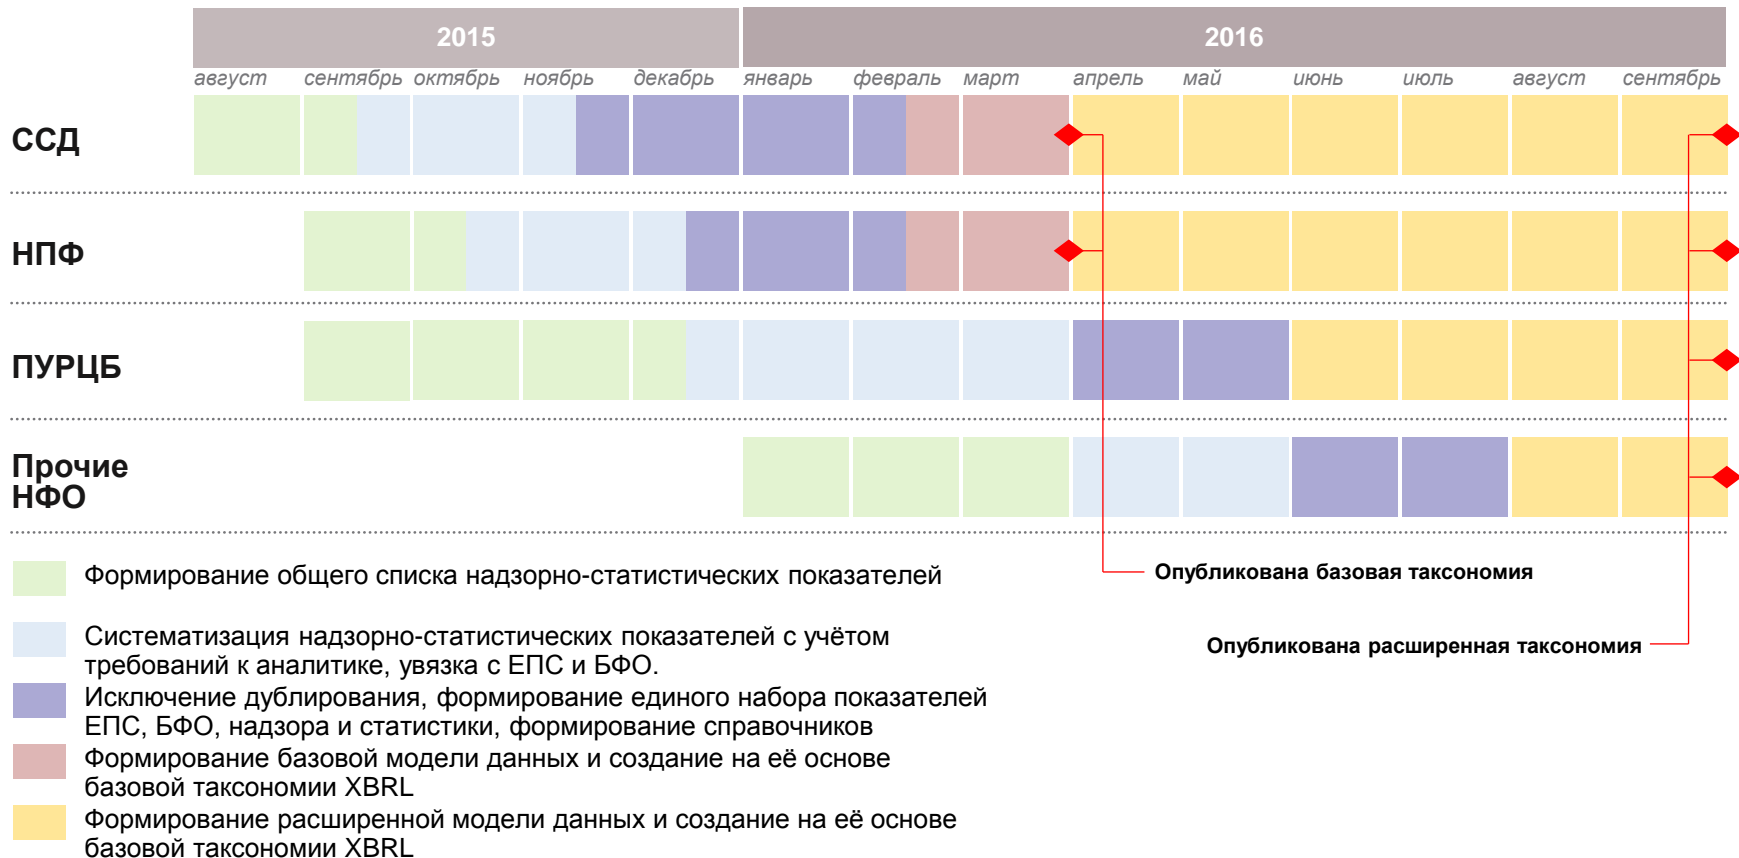 2015
2016
август сентябрь октябрь ноябрь декабрь январь февраль март апрель май июнь июль август сентябрь
ССД
НПФ
ПУРЦБ
Прочие
НФО
Формирование общего списка надзорно-статистических показателей
Опубликована базовая таксономия
Систематизация надзорно-статистических показателей с учётом
требований к аналитике, увязка с ЕПС и БФО.
Опубликована расширенная таксономия
Исключение дублирования, формирование единого набора показателей
ЕПС, БФО, надзора и статистики, формирование справочников
Формирование базовой модели данных и создание на её основе
базовой таксономии XBRL
Формирование расширенной модели данных и создание на её основе
базовой таксономии XBRL